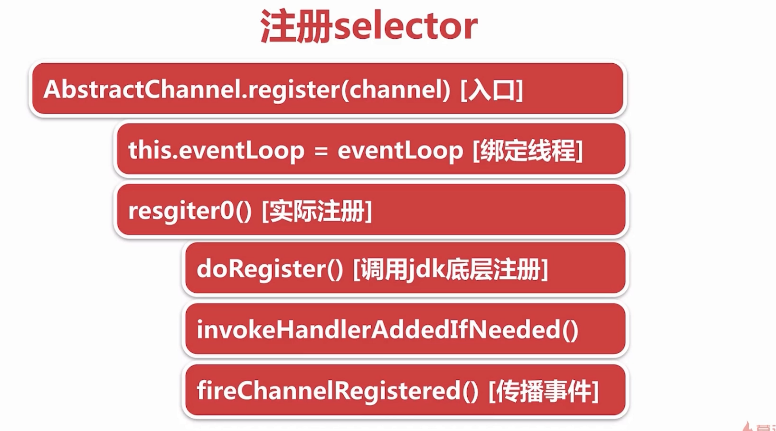 注册selector
AbstractChannel.register(channel) [入口]
this.eventLoop = eventLoop [绑定线程]
resgiter0() [实际注册]
doRegister() [调用jdk底层注册]
invokeHandlerAddedIfNeeded()
fireChannelRegistered() [传播事件]